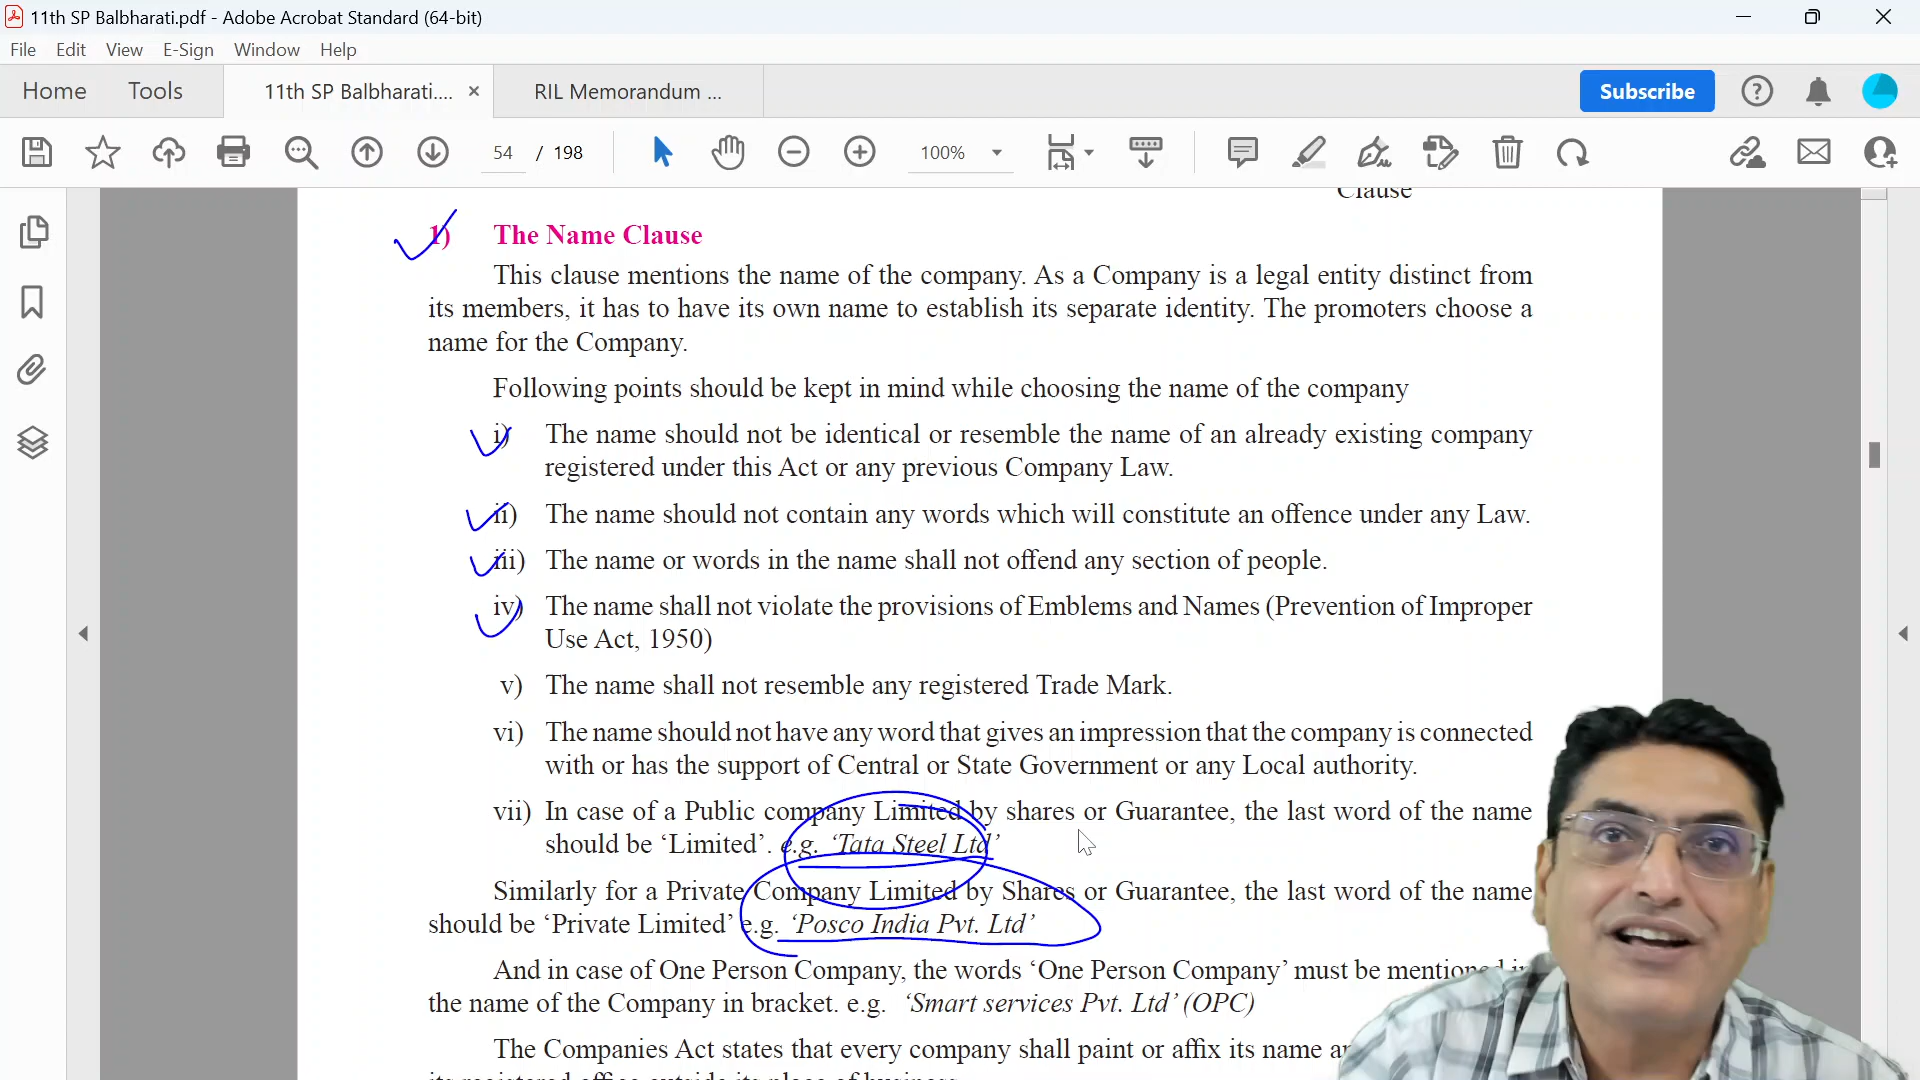 11th SP Balbharati.pdf - Adobe Acrobat Standard (64-bit)
File Edit View E-Sign Window Help
Home Tools 11th SP Balbharati.... × RIL Memorandum ... Subscribe
54 / 198 100%
Clause
1) The Name Clause
This clause mentions the name of the company. As a Company is a legal entity distinct from
its members, it has to have its own name to establish its separate identity. The promoters choose a
name for the Company.
Following points should be kept in mind while choosing the name of the company
i) The name should not be identical or resemble the name of an already existing company
registered under this Act or any previous Company Law.
ii) The name should not contain any words which will constitute an offence under any Law.
iii) The name or words in the name shall not offend any section of people.
iv) The name shall not violate the provisions of Emblems and Names (Prevention of Improper
Use Act, 1950)
v) The name shall not resemble any registered Trade Mark.
vi) The name should not have any word that gives an impression that the company is connected
with or has the support of Central or State Government or any Local authority.
vii) In case of a Public company Limited by shares or Guarantee, the last word of the name
should be ‘Limited’. e.g. ‘Tata Steel Ltd’
Similarly for a Private Company Limited by Shares or Guarantee, the last word of the name
should be ‘Private Limited’ e.g. ‘Posco India Pvt. Ltd’
And in case of One Person Company, the words ‘One Person Company’ must be mentioned in
the name of the Company in bracket. e.g. ‘Smart services Pvt. Ltd’ (OPC)
The Companies Act states that every company shall paint or affix its name
its registered office outside its place of business